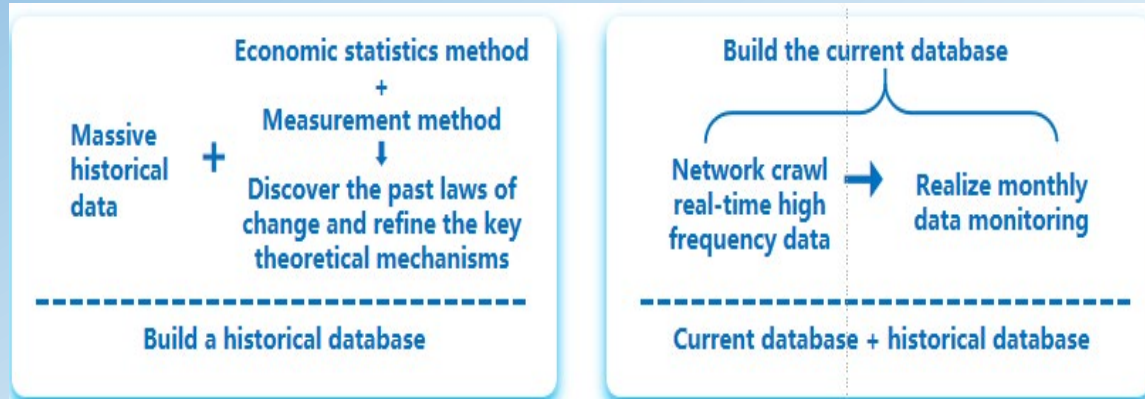 Economic statistics method
+
Measurement method
Massive
historical
data
+
Discover the past laws of
change and refine the key
theoretical mechanisms
Build a historical database
Build the current database
Network crawl
real-time high
frequency data
Realize monthly
data monitoring
Current database + historical database